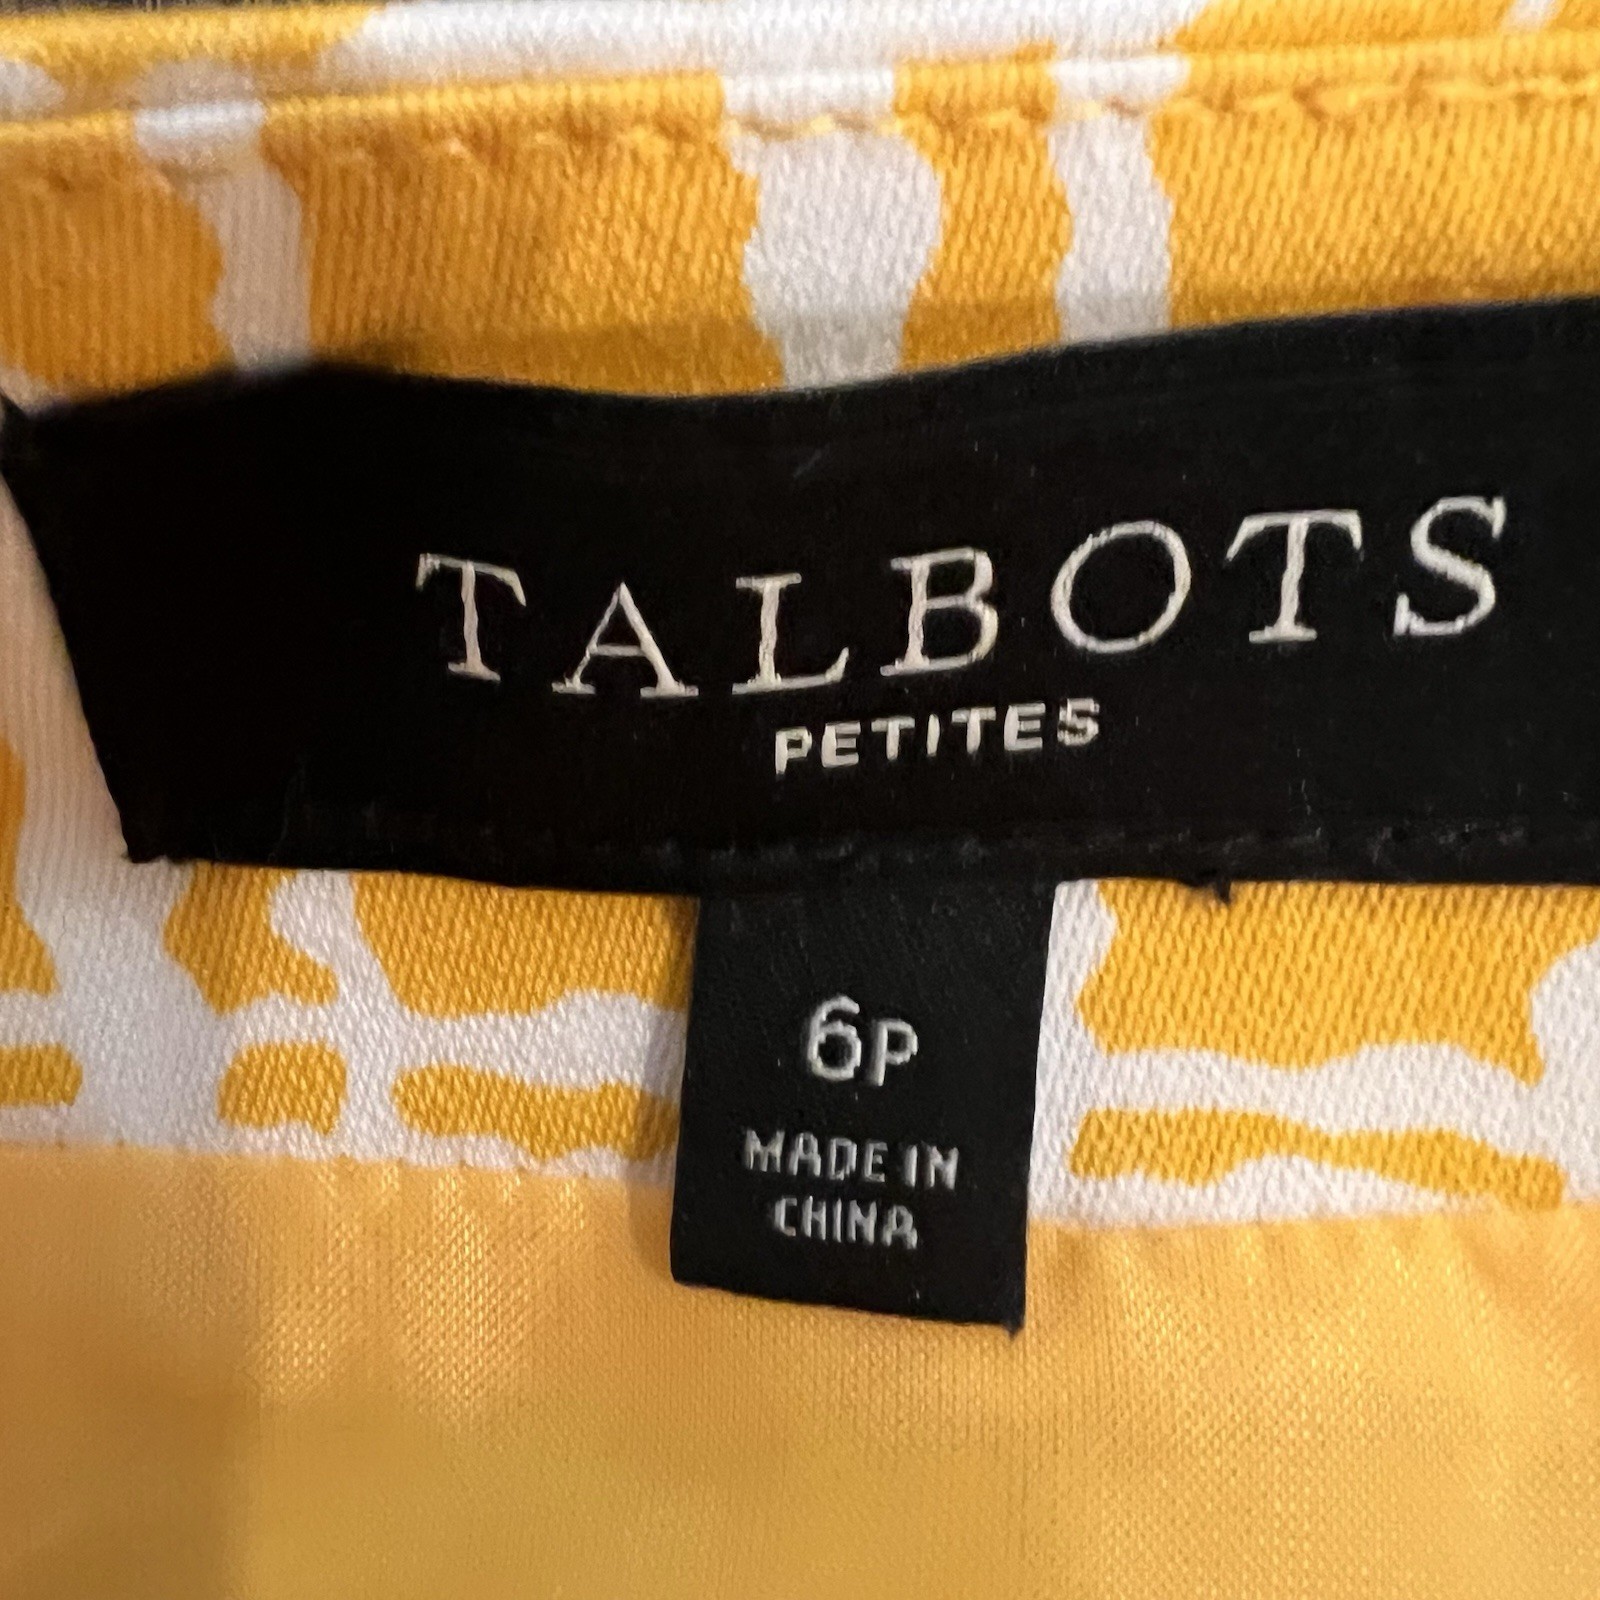 TALBOTS
PETITES
6P
MADE IN
CHINA